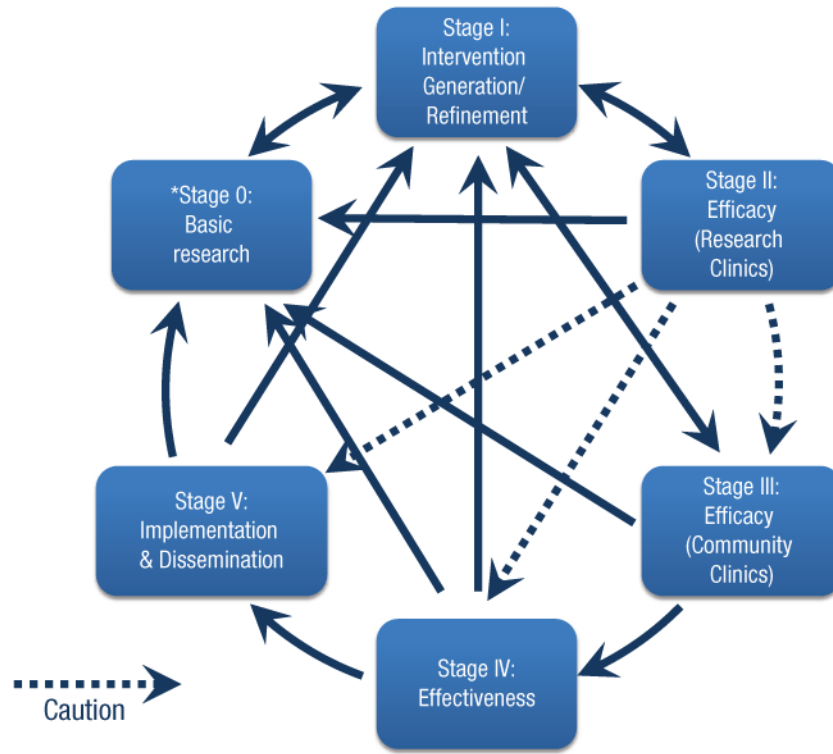 Stage I:
Intervention
Generation/
Refinement
*Stage 0:
Basic
research
Stage II:
Efficacy
(Research
Clinics)
Stage V:
Implementation
& Dissemination
Stage III:
Efficacy
(Community
Clinics)
Stage IV:
Effectiveness
Caution